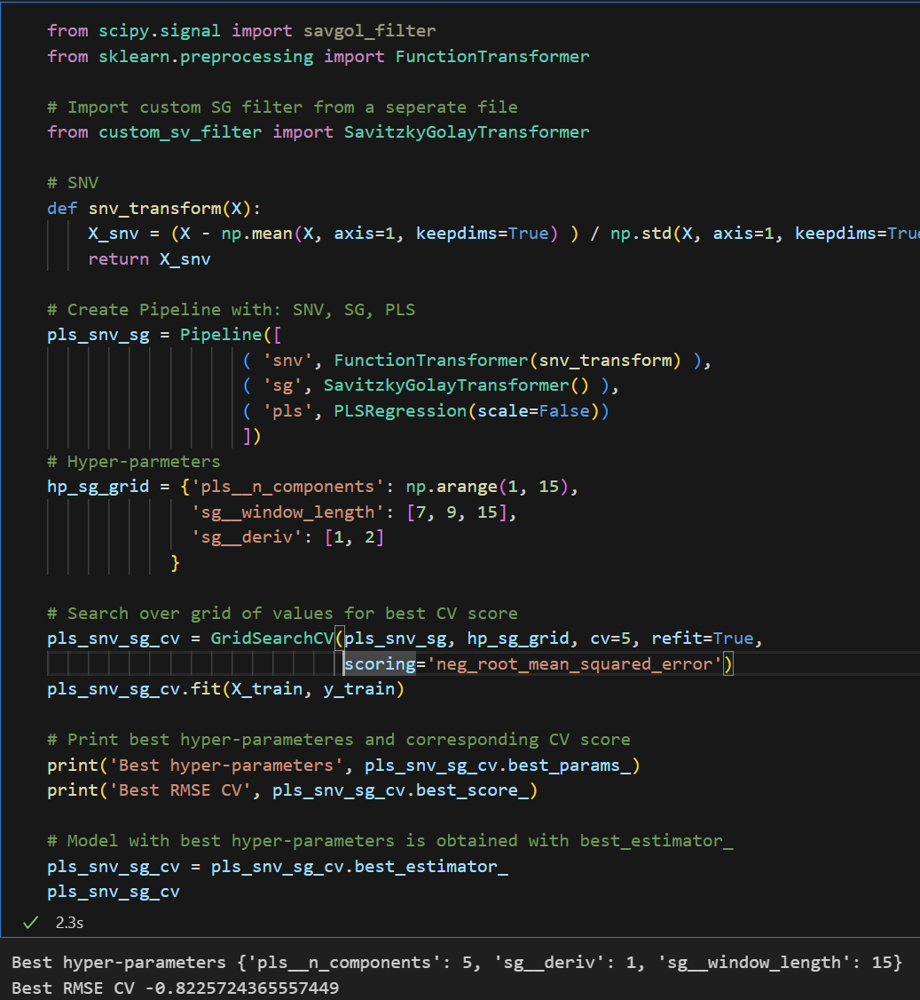 from scipy.signal import savgol_filter
from sklearn.preprocessing import FunctionTransformer
# Import custom SG filter from a seperate file
from custom_sv_filter import SavitzkyGolayTransformer
# SNV
def snv_transform(X):
X_snv = (X - np.mean(X, axis=1, keepdims=True) ) / np.std(X, axis=1, keepdims=True
return X_snv
# Create Pipeline with: SNV, SG, PLS
pls_snv_sg = Pipeline([
( 'snv', FunctionTransformer(snv_transform) ),
( 'sg', SavitzkyGolayTransformer() ),
( 'pls', PLSRegression(scale=False))
])
# Hyper-parmeters
hp_sg_grid = {'pls__n_components': np.arange(1, 15),
'sg__window_length': [7, 9, 15],
'sg__deriv': [1, 2]
}
# Search over grid of values for best CV score
pls_snv_sg_cv = GridSearchCV(pls_snv_sg, hp_sg_grid, cv=5, refit=True,
scoring='neg_root_mean_squared_error')
pls_snv_sg_cv.fit(X_train, y_train)
# Print best hyper-parameteres and corresponding CV score
print('Best hyper-parameters', pls_snv_sg_cv.best_params_)
print('Best RMSE CV', pls_snv_sg_cv.best_score_)
# Model with best hyper-parameters is obtained with best_estimator_
pls_snv_sg_cv = pls_snv_sg_cv.best_estimator_
pls_snv_sg_cv
2.3s
Best hyper-parameters {'pls__n_components': 5, 'sg__deriv': 1, 'sg__window_length': 15}
Best RMSE CV -0.8225724365557449